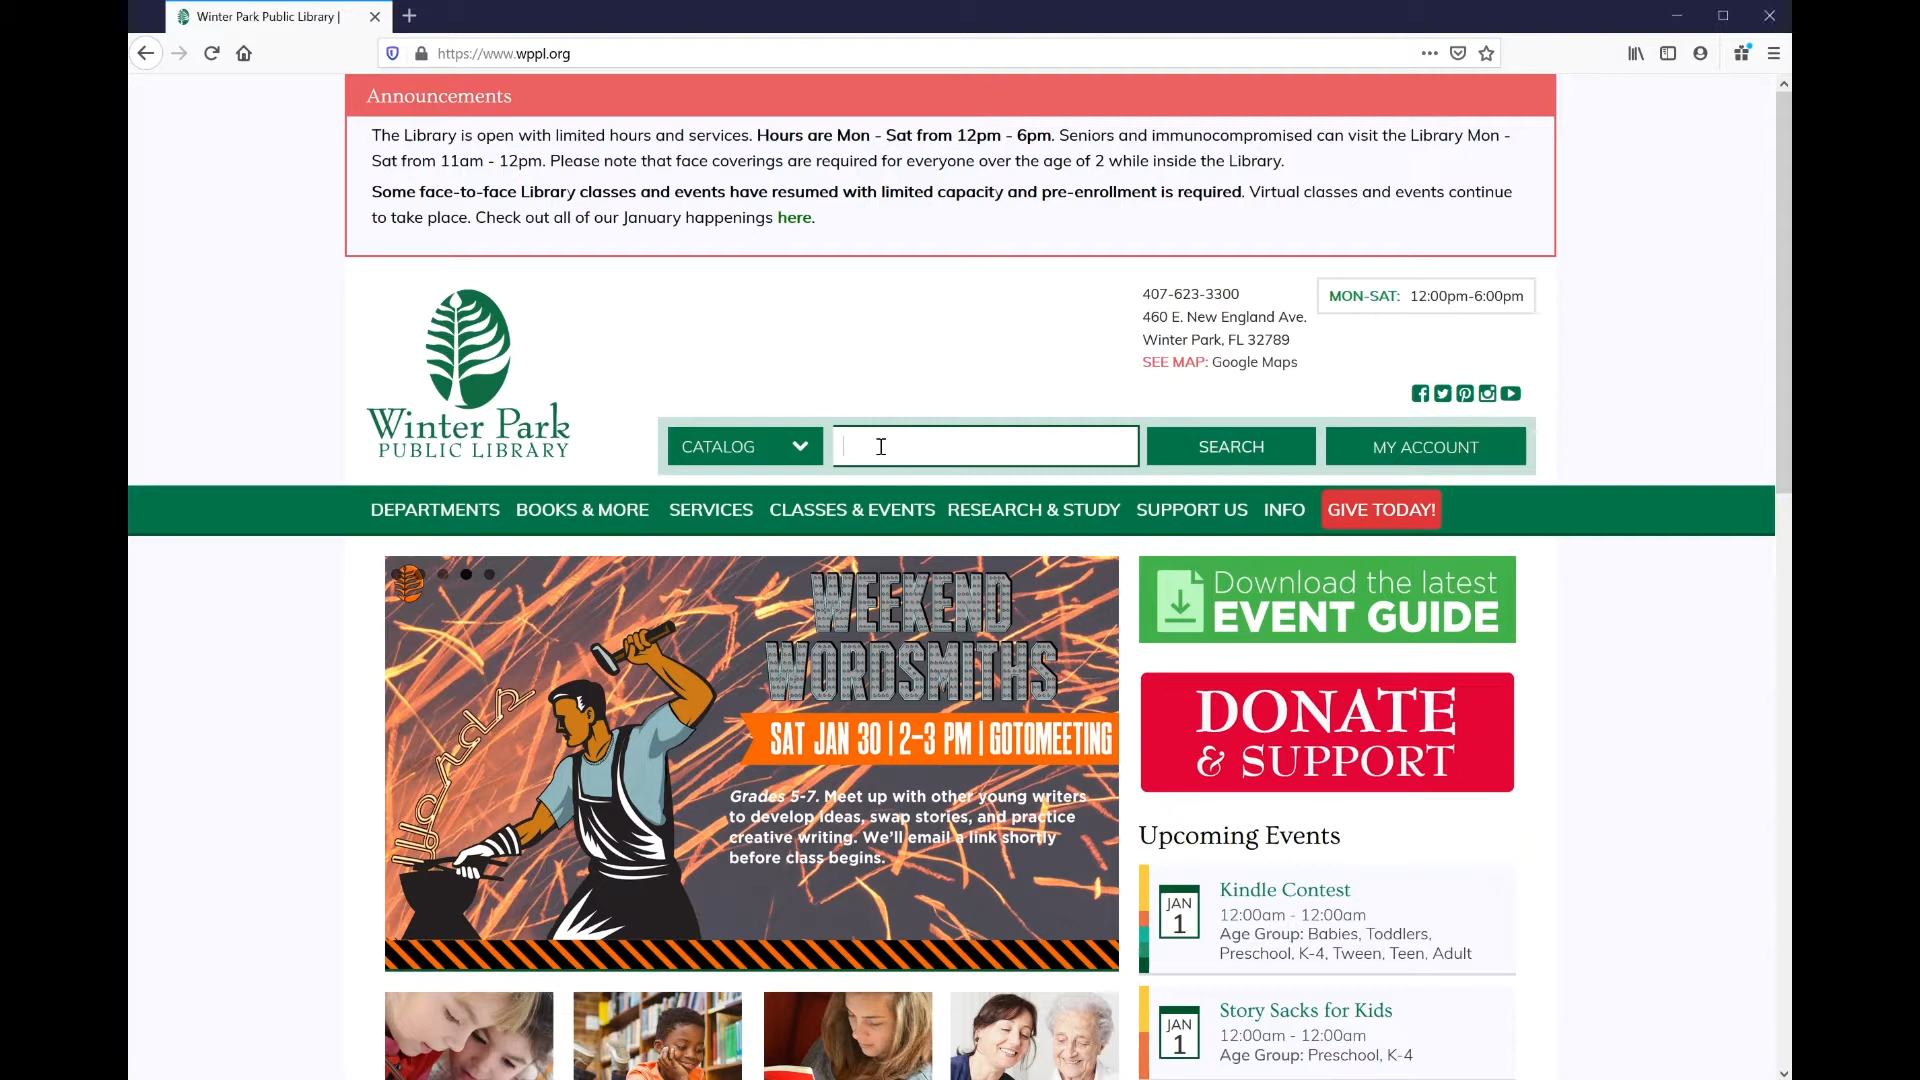 Winter Park Public Library |
https://www.wppl.org
Announcements
The Library is open with limited hours and services. Hours are Mon - Sat from 12pm - 6pm. Seniors and immunocompromised can visit the Library Mon -
Sat from 11am - 12pm. Please note that face coverings are required for everyone over the age of 2 while inside the Library.
Some face-to-face Library classes and events have resumed with limited capacity and pre-enrollment is required. Virtual classes and events continue
to take place. Check out all of our January happenings here.
Winter Park
PUBLIC LIBRARY
407-623-3300
460 E. New England Ave.
Winter Park, FL 32789
SEE MAP: Google Maps
MON-SAT: 12:00pm-6:00pm
CATALOG
SEARCH
MY ACCOUNT
DEPARTMENTS BOOKS & MORE SERVICES CLASSES & EVENTS RESEARCH & STUDY SUPPORT US INFO GIVE TODAY!
WEEKEND
WORDSMITHS
SAT JAN 30 | 2-3 PM | GOTOMEETING
Grades 5-7. Meet up with other young writers
to develop ideas, swap stories, and practice
creative writing. We'll email a link shortly
before class begins.
Download the latest
EVENT GUIDE
DONATE
& SUPPORT
Upcoming Events
JAN
1
Kindle Contest
12:00am - 12:00am
Age Group: Babies, Toddlers,
Preschool, K-4, Tween, Teen, Adult
JAN
1
Story Sacks for Kids
12:00am - 12:00am
Age Group: Preschool, K-4